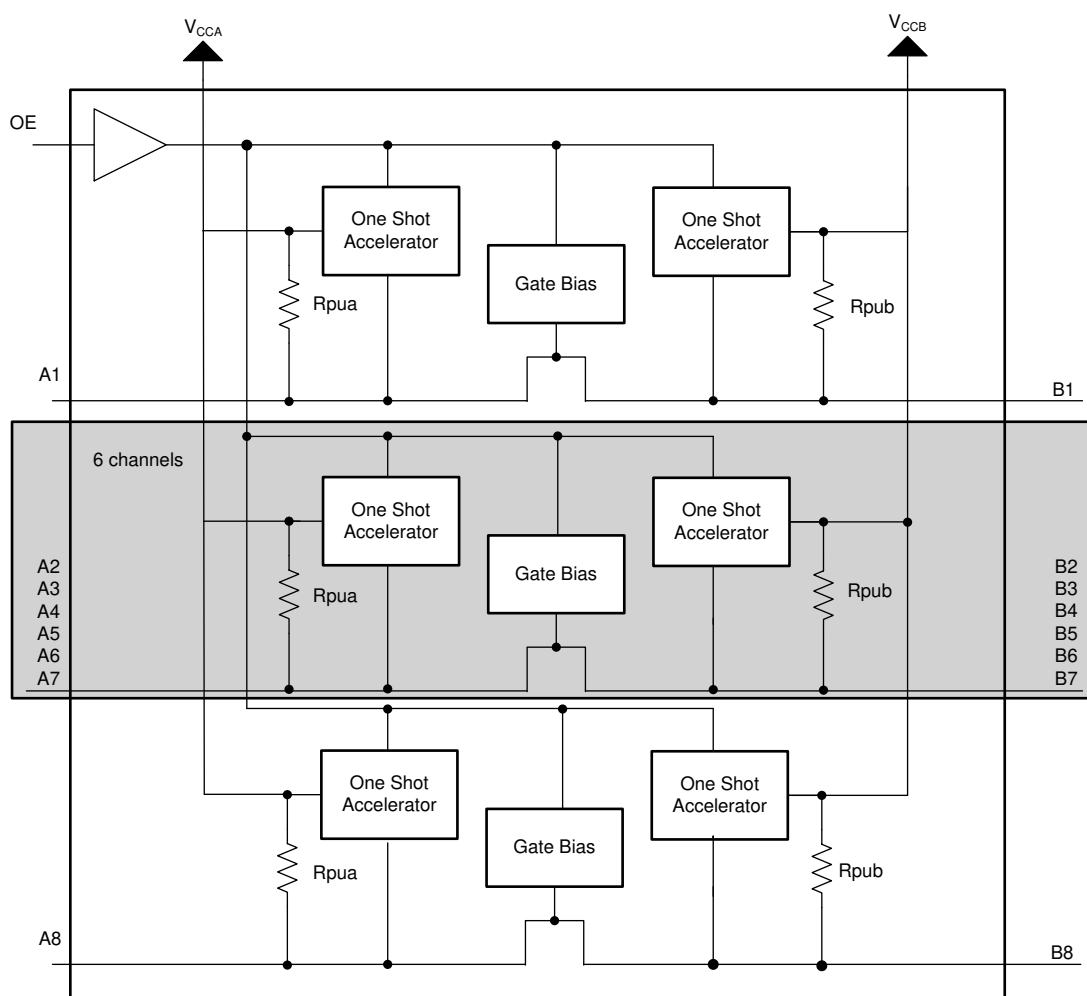 VCCA
VCCB
OE
One Shot
Accelerator
One Shot
Accelerator
Gate Bias
Rpua
Rpub
A1
B1
6 channels
One Shot
Accelerator
One Shot
Accelerator
Gate Bias
Rpua
Rpub
A2
A3
A4
A5
A6
A7
B2
B3
B4
B5
B6
B7
One Shot
Accelerator
One Shot
Accelerator
Gate Bias
Rpua
Rpub
A8
B8